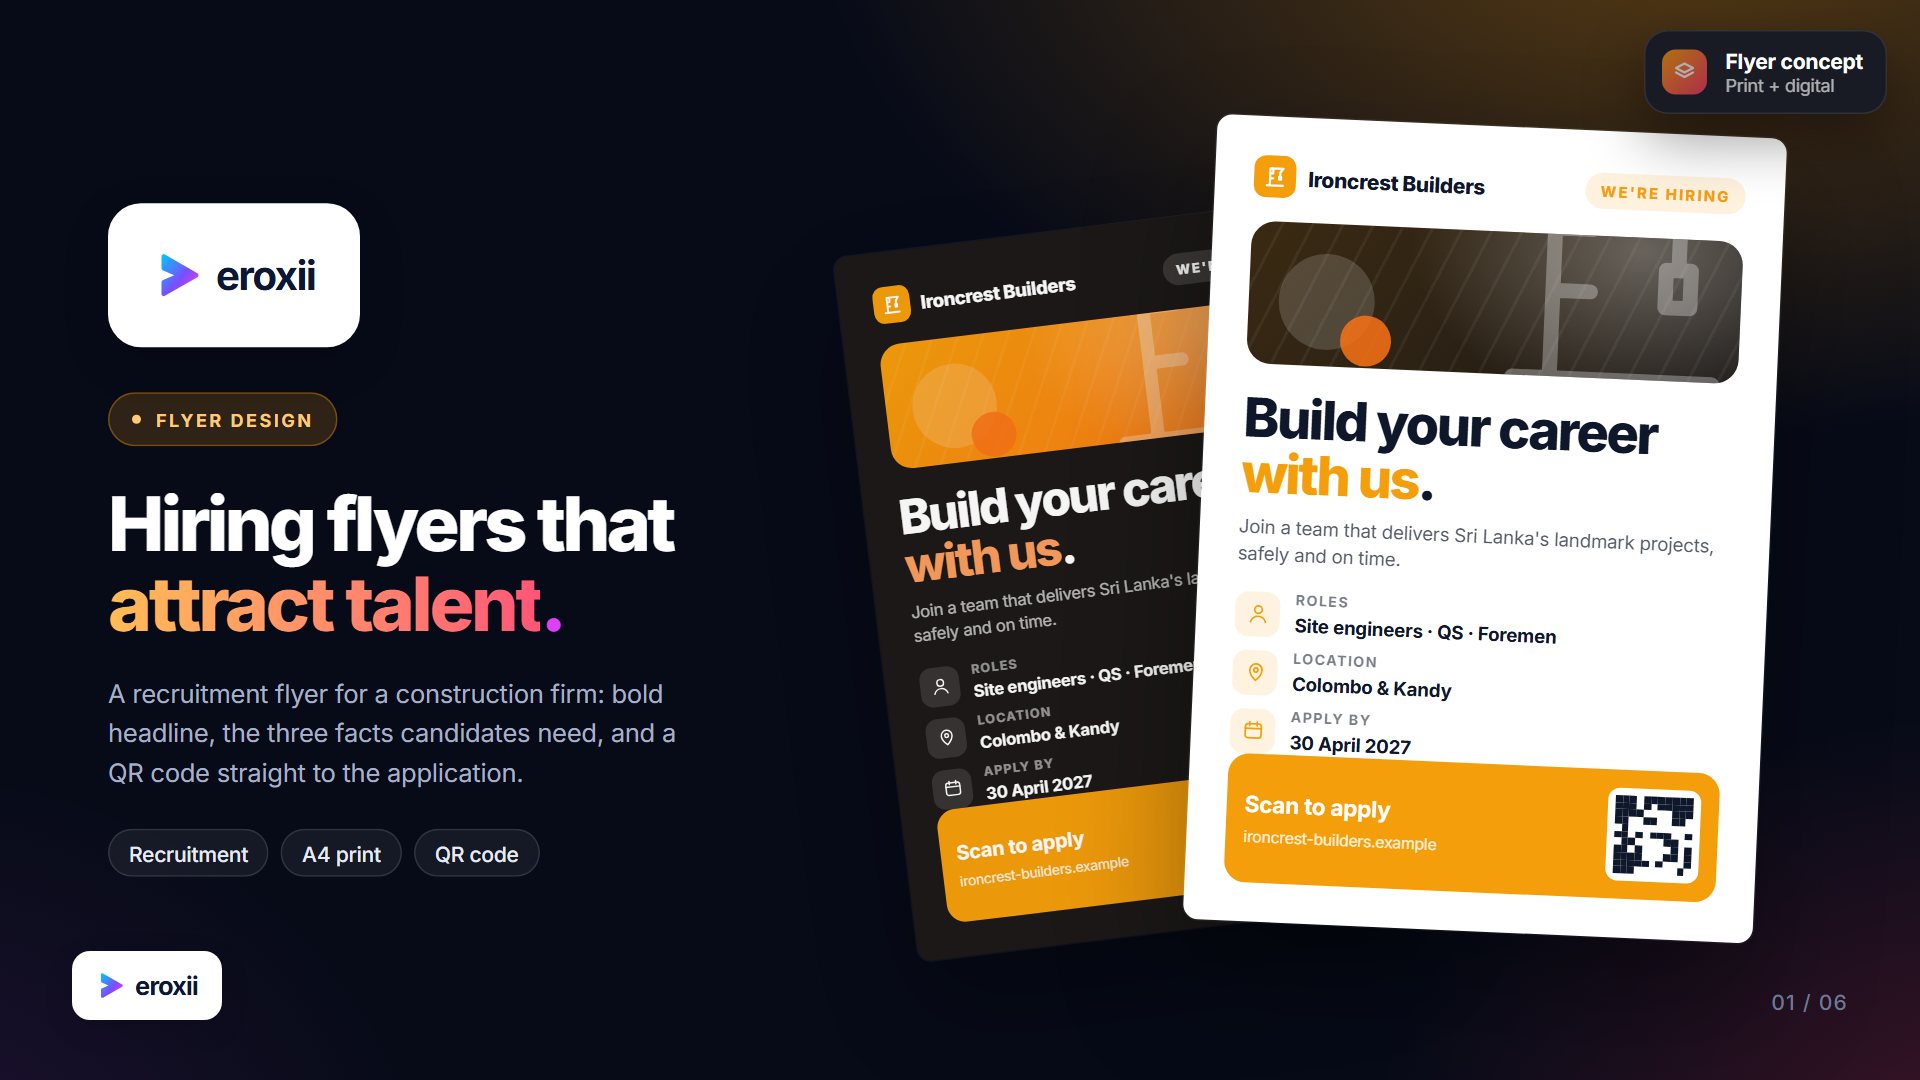 Flyer concept
Print + digital
eroxii
FLYER DESIGN
Hiring flyers that
attract talent.
A recruitment flyer for a construction firm: bold
headline, the three facts candidates need, and a
QR code straight to the application.
Recruitment
A4 print
QR code
eroxii
Ironcrest Builders
WE'R
Build your care
with us.
Join a team that delivers Sri Lanka's la
safely and on time.
ROLES
Site engineers · QS · Foremen
LOCATION
Colombo & Kandy
APPLY BY
30 April 2027
Scan to apply
ironcrest-builders.example
Ironcrest Builders
WE'RE HIRING
Build your career
with us.
Join a team that delivers Sri Lanka's landmark projects,
safely and on time.
ROLES
Site engineers · QS · Foremen
LOCATION
Colombo & Kandy
APPLY BY
30 April 2027
Scan to apply
ironcrest-builders.example
01 / 06